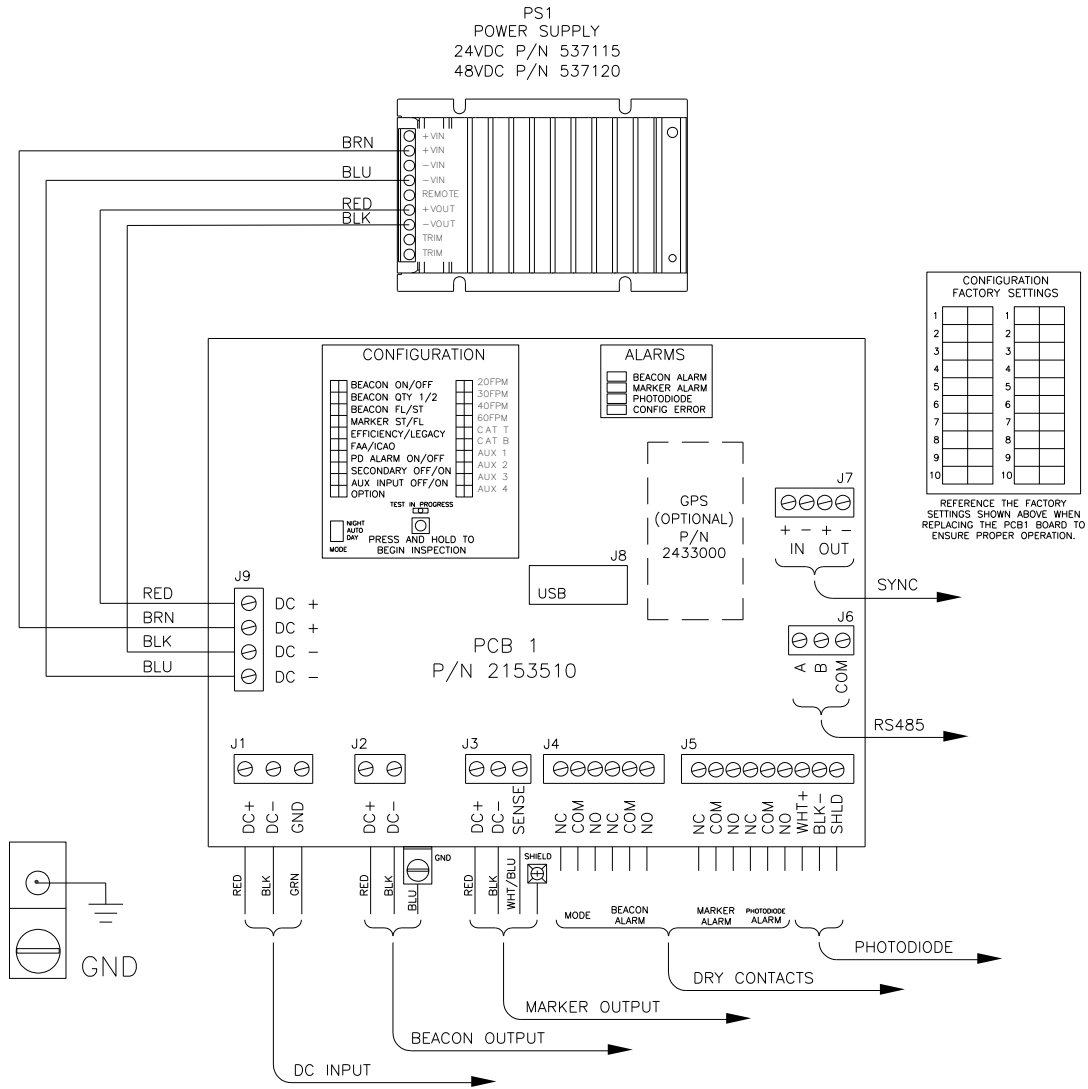 PS1
POWER SUPPLY
24VDC P/N 537115
48VDC P/N 537120
BRN
BLU
RED
BLK
+VIN
+VIN
−VIN
−VIN
REMOTE
+VOUT
−VOUT
TRIM
TRIM
CONFIGURATION
FACTORY SETTINGS
1 1
2 2
3 3
4 4
5 5
6 6
7 7
8 8
9 9
10 10
REFERENCE THE FACTORY
SETTINGS SHOWN ABOVE WHEN
REPLACING THE PCB1 BOARD TO
ENSURE PROPER OPERATION.
CONFIGURATION
BEACON ON/OFF
BEACON QTY 1/2
BEACON FL/ST
MARKER ST/FL
EFFICIENCY/LEGACY
FAA/ICAO
PD ALARM ON/OFF
SECONDARY OFF/ON
AUX INPUT OFF/ON
OPTION
20FPM
30FPM
40FPM
60FPM
CAT T
CAT B
AUX 1
AUX 2
AUX 3
AUX 4
TEST IN PROGRESS
NIGHT
AUTO
DAY
MODE
PRESS AND HOLD TO
BEGIN INSPECTION
ALARMS
BEACON ALARM
MARKER ALARM
PHOTODIODE
CONFIG ERROR
GPS
(OPTIONAL)
P/N
2433000
J7
+ − + −
IN OUT
SYNC
J8
USB
J6
A
B
COM
RS485
J9
RED
BRN
BLK
BLU
DC +
DC +
DC −
DC −
PCB 1
P/N 2153510
J1
DC+
DC−
GND
RED
BLK
GRN
J2
DC+
DC−
RED
BLK
BLU
GND
J3
DC+
DC−
SENSE
RED
BLK
WHT/BLU
SHIELD
J4
NC
COM
NO
NC
COM
NO
J5
NC
COM
NO
NC
COM
NO
WHT+
BLK−
SHLD
MODE
BEACON
ALARM
MARKER
ALARM
PHOTODIODE
ALARM
GND
PHOTODIODE
DRY CONTACTS
MARKER OUTPUT
BEACON OUTPUT
DC INPUT